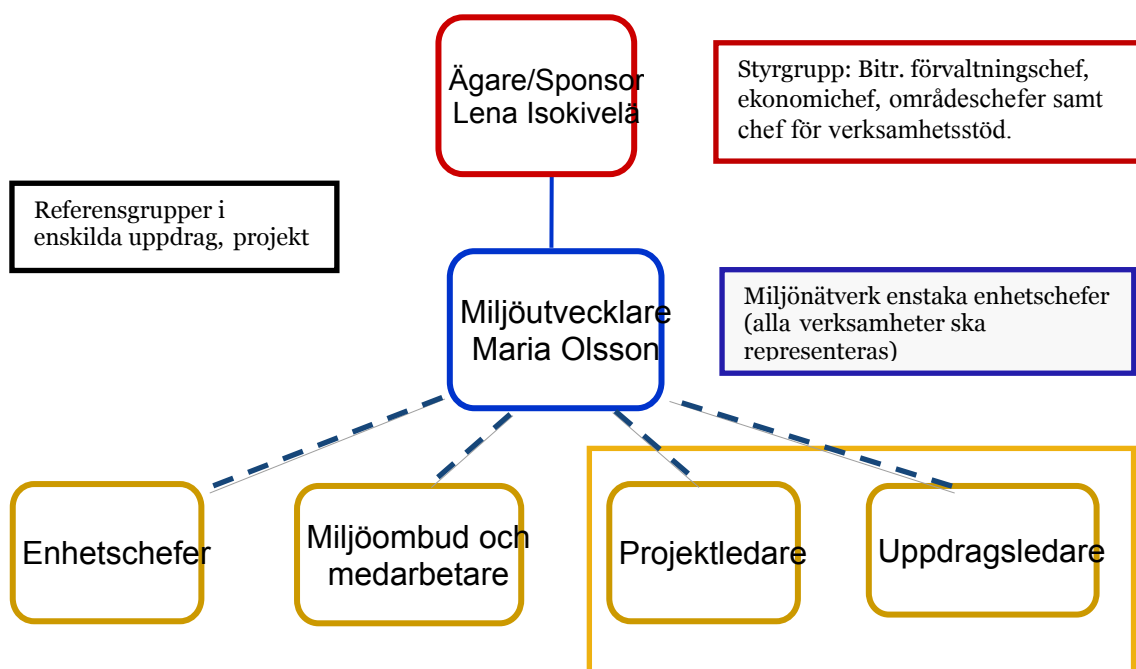 Ägare/Sponsor
Lena Isokivelä
Styrgrupp: Bitr. förvaltningschef,
ekonomichef, områdeschefer samt
chef för verksamhetsstöd.
Referensgrupper i
enskilda uppdrag, projekt
Miljöutvecklare
Maria Olsson
Miljönätverk enstaka enhetschefer
(alla verksamheter ska
representeras)
Enhetschefer
Miljöombud och
medarbetare
Projektledare
Uppdragsledare